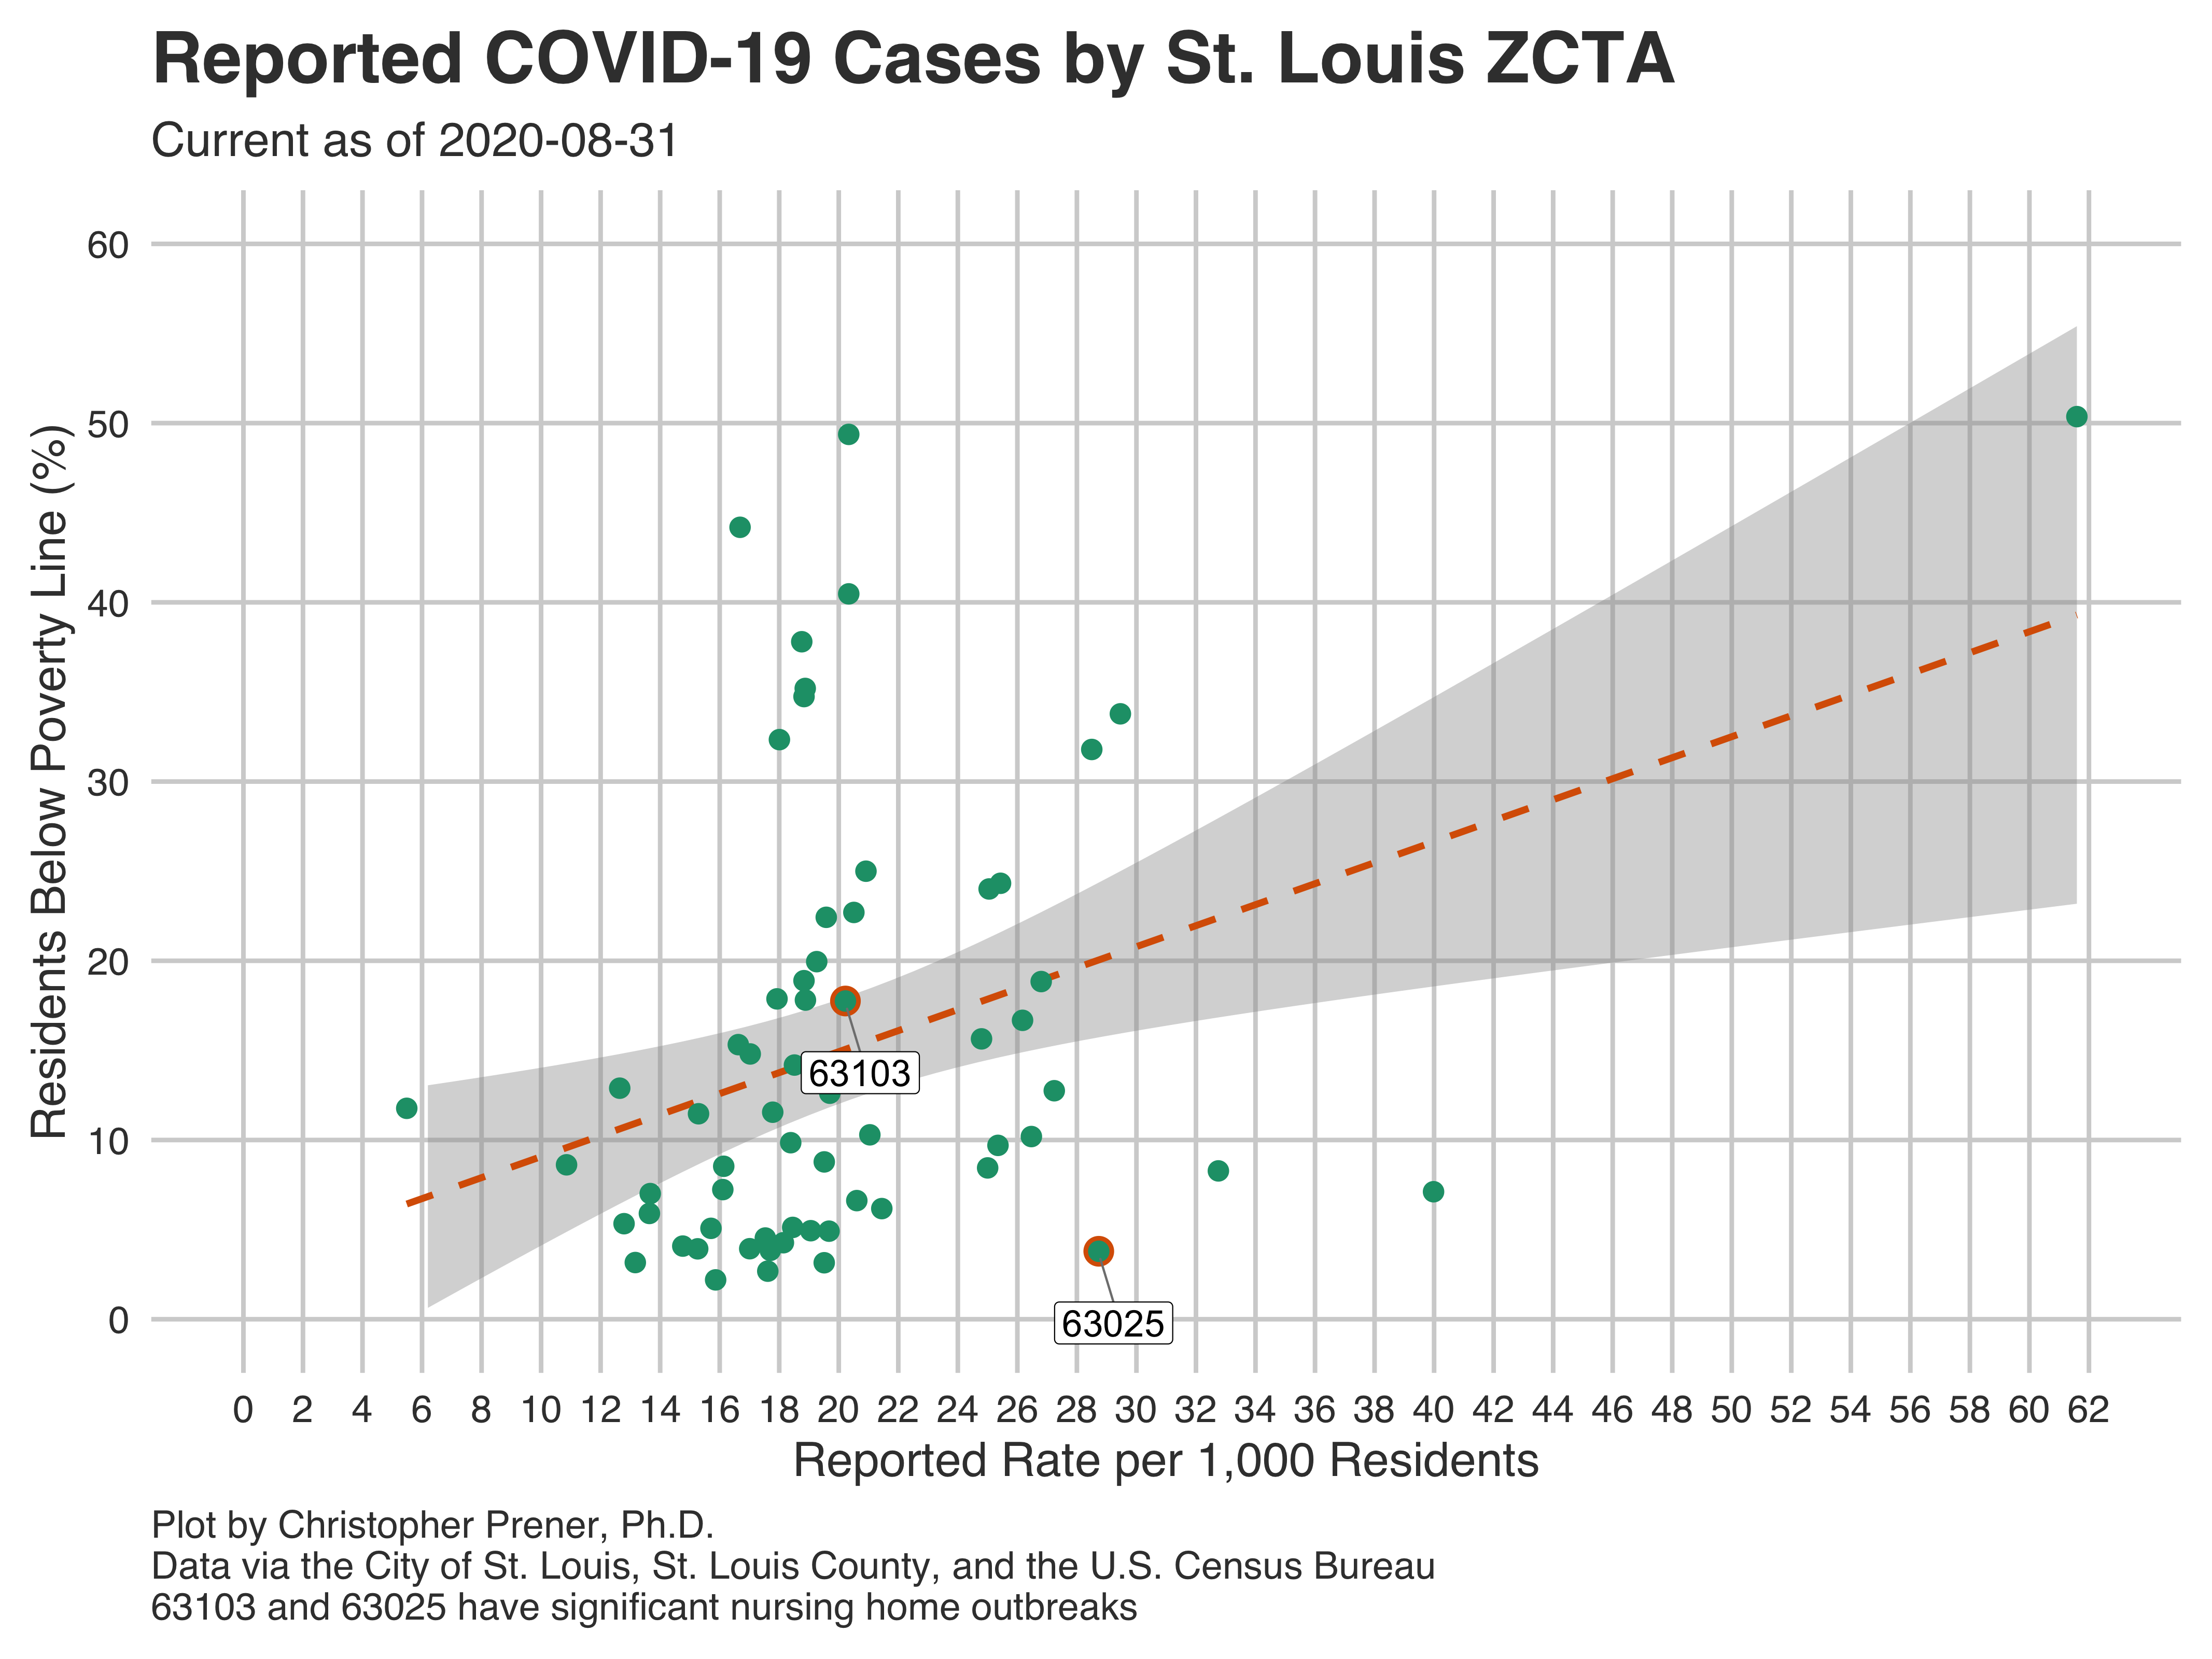 Reported COVID-19 Cases by St. Louis ZCTA
Current as of 2020-08-31
Residents Below Poverty Line (%)
60
50
40
30
20
10
0
63103
63025
0 2 4 6 8 10 12 14 16 18 20 22 24 26 28 30 32 34 36 38 40 42 44 46 48 50 52 54 56 58 60 62
Reported Rate per 1,000 Residents
Plot by Christopher Prener, Ph.D.
Data via the City of St. Louis, St. Louis County, and the U.S. Census Bureau
63103 and 63025 have significant nursing home outbreaks